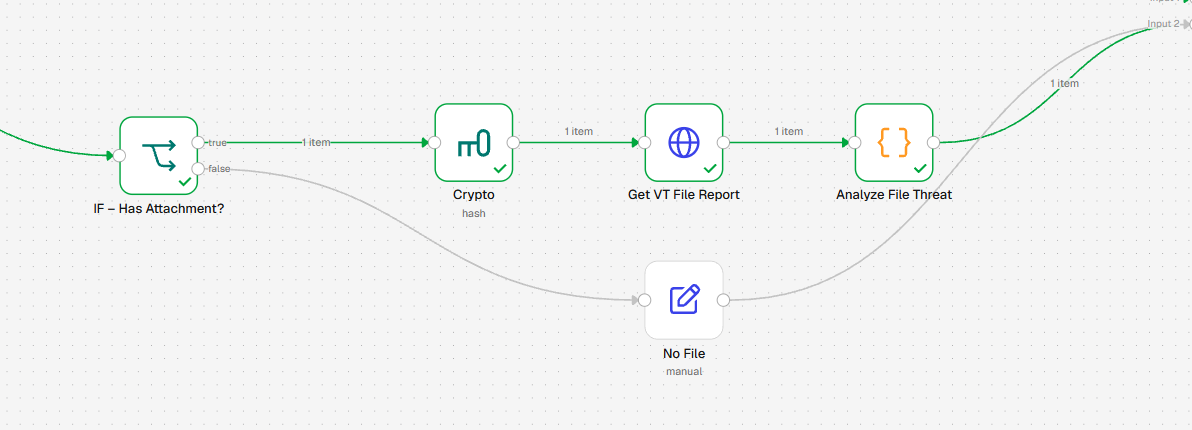 Input 2
1 item
true
1 item
1 item
1 item
false
IF – Has Attachment?
Crypto
hash
Get VT File Report
Analyze File Threat
No File
manual